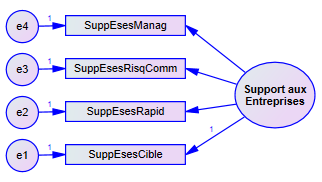 e4
1
SuppEsesManag
e3
1
SuppEsesRisqComm
Support aux
Entreprises
e2
1
SuppEsesRapid
1
e1
1
SuppEsesCible